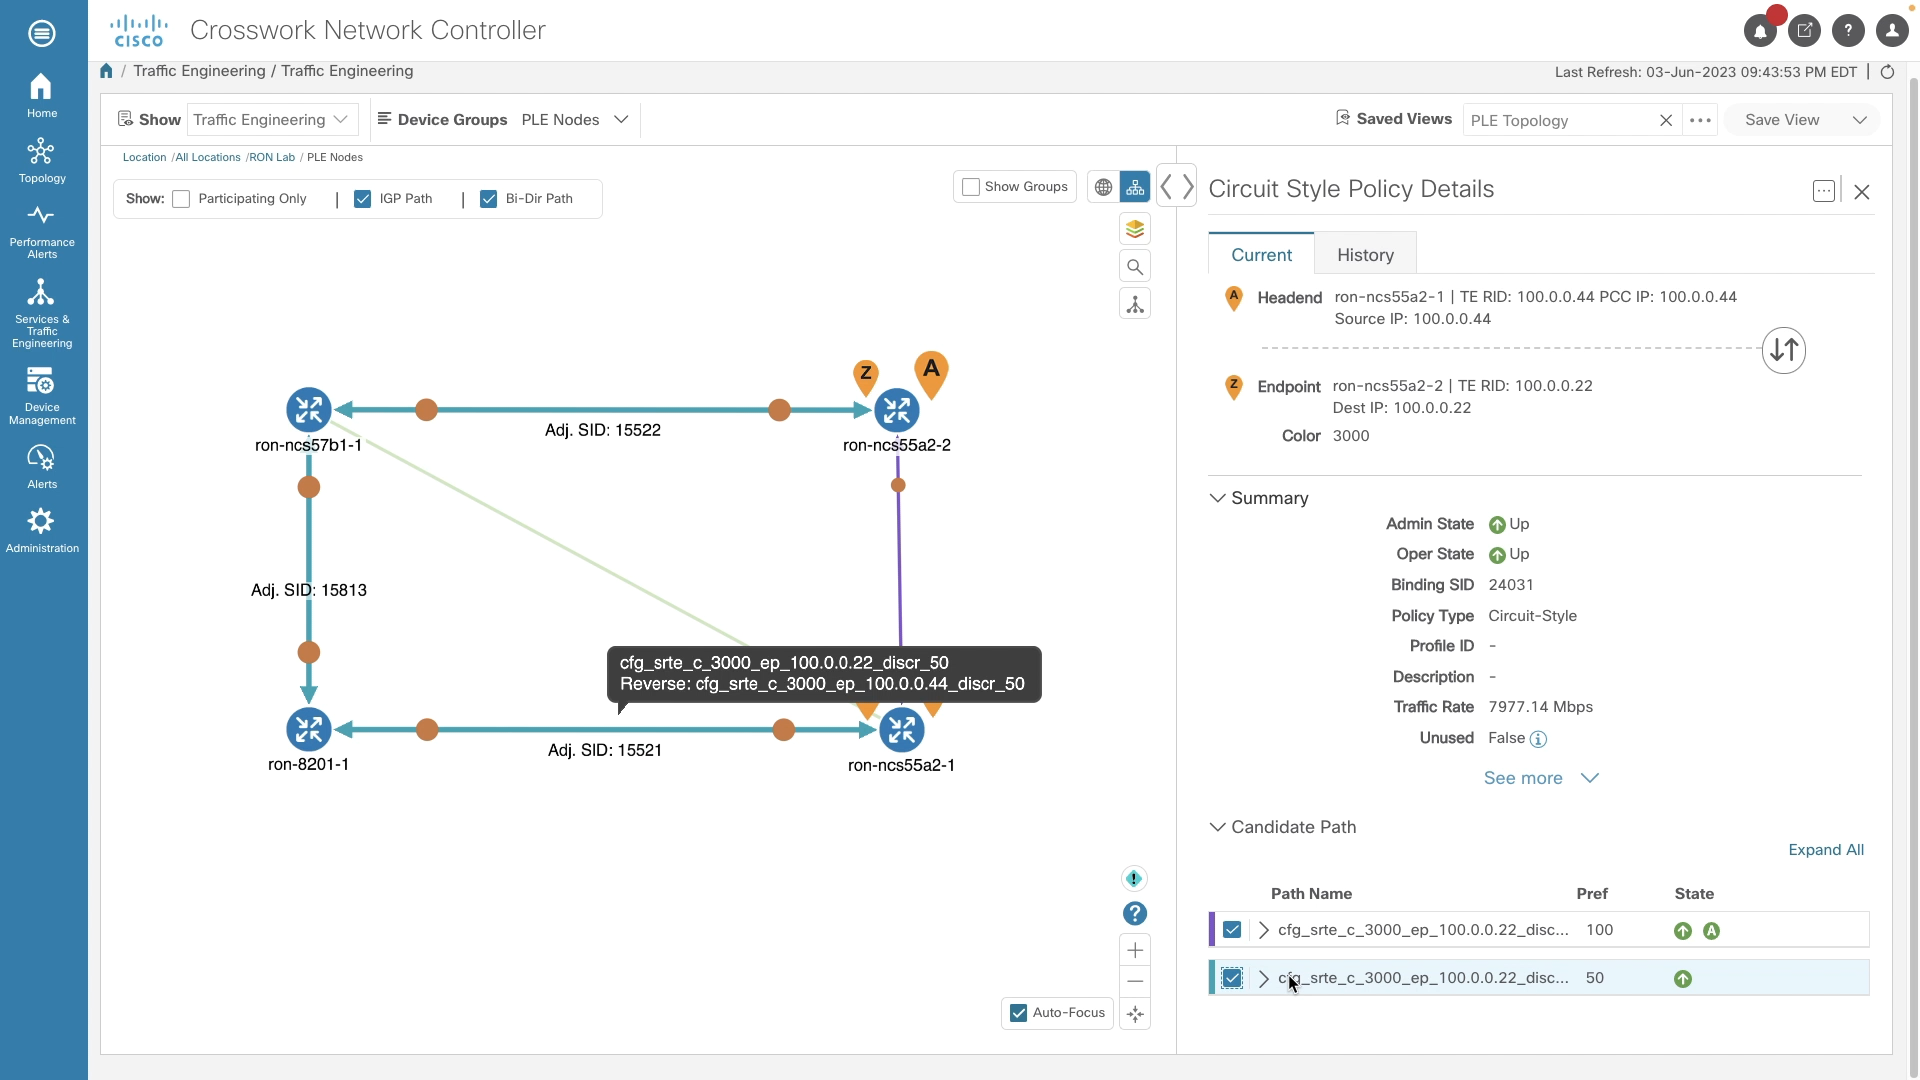 cisco Crosswork Network Controller
/ Traffic Engineering / Traffic Engineering
Last Refresh: 03-Jun-2023 09:43:53 PM EDT |
Home
Topology
Performance
Alerts
Services &
Traffic
Engineering
Device
Management
Alerts
Administration
Show Traffic Engineering Device Groups PLE Nodes
Saved Views PLE Topology Save View
Location /All Locations /RON Lab / PLE Nodes
Show: Participating Only | IGP Path | Bi-Dir Path
Show Groups
Z A
ron-ncs57b1-1
Adj. SID: 15522
ron-ncs55a2-2
Adj. SID: 15813
cfg_srte_c_3000_ep_100.0.0.22_discr_50
Reverse: cfg_srte_c_3000_ep_100.0.0.44_discr_50
ron-8201-1
Adj. SID: 15521
ron-ncs55a2-1
Auto-Focus
Circuit Style Policy Details
Current History
A Headend ron-ncs55a2-1 | TE RID: 100.0.0.44 PCC IP: 100.0.0.44
Source IP: 100.0.0.44
Z Endpoint ron-ncs55a2-2 | TE RID: 100.0.0.22
Dest IP: 100.0.0.22
Color 3000
Summary
Admin State Up
Oper State Up
Binding SID 24031
Policy Type Circuit-Style
Profile ID -
Description -
Traffic Rate 7977.14 Mbps
Unused False
See more
Candidate Path
Expand All
Path Name Pref State
cfg_srte_c_3000_ep_100.0.0.22_disc... 100 A
cfg_srte_c_3000_ep_100.0.0.22_disc... 50